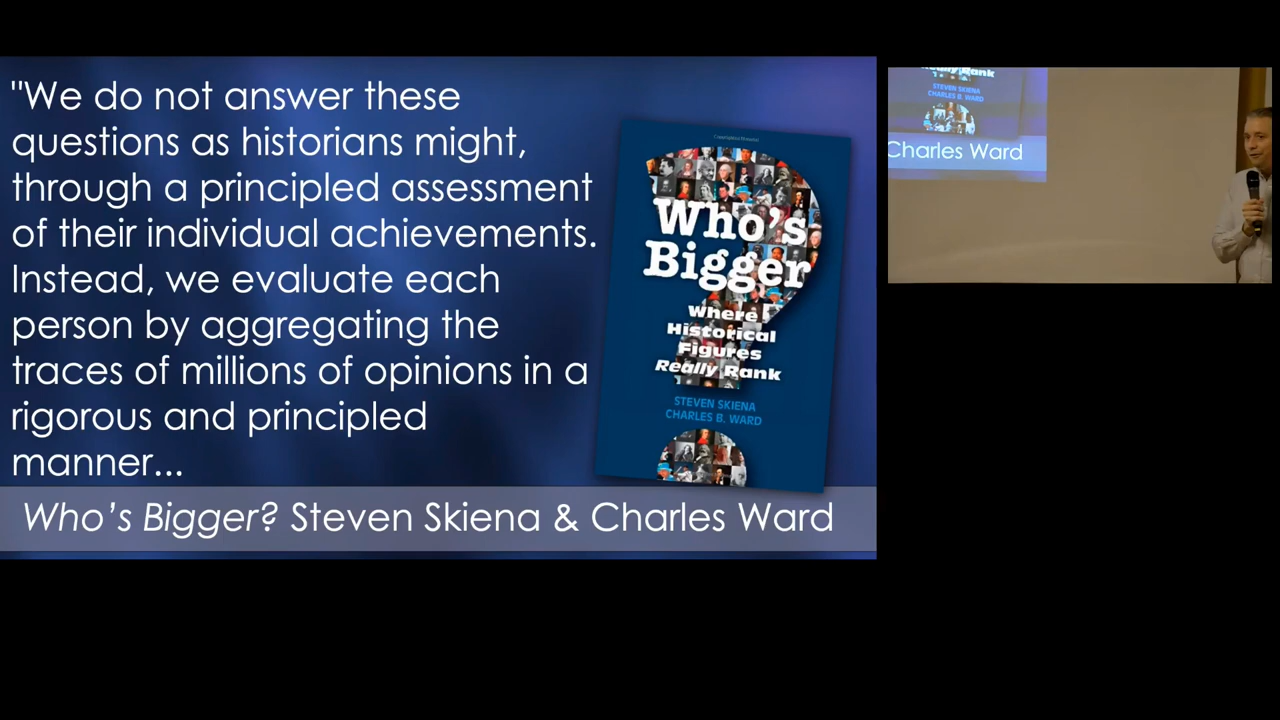 "We do not answer these
questions as historians might,
through a principled assessment
of their individual achievements.
Instead, we evaluate each
person by aggregating the
traces of millions of opinions in a
rigorous and principled
manner...
Who's Bigger? Steven Skiena & Charles Ward
Who's
Bigger
Where
Historical
Figures
Really Rank
STEVEN SKIENA
CHARLES B. WARD
Really Rank
STEVEN SKIENA
CHARLES B. WARD
Charles Ward